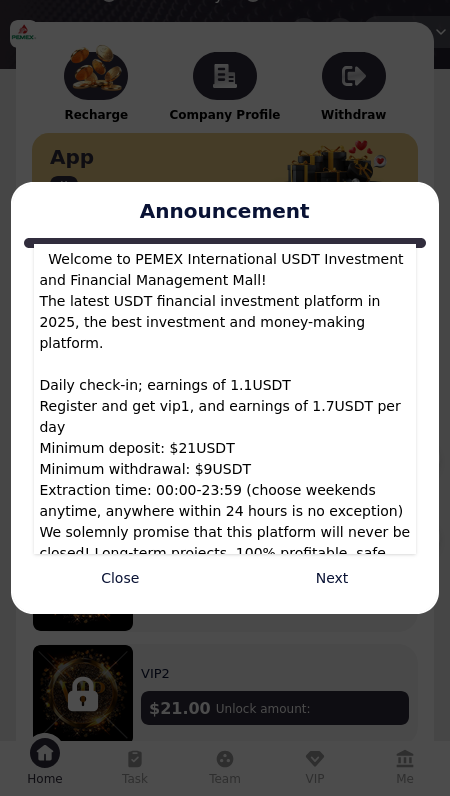 PEMEX
Recharge
Company Profile
Withdraw
App
Announcement
Welcome to PEMEX International USDT Investment
and Financial Management Mall!
The latest USDT financial investment platform in
2025, the best investment and money-making
platform.
Daily check-in; earnings of 1.1USDT
Register and get vip1, and earnings of 1.7USDT per
day
Minimum deposit: $21USDT
Minimum withdrawal: $9USDT
Extraction time: 00:00-23:59 (choose weekends
anytime, anywhere within 24 hours is no exception)
We solemnly promise that this platform will never be
closed! Long-term projects, 100% profitable, safe
Close
Next
VIP2
$21.00 Unlock amount:
Home
Task
Team
VIP
Me